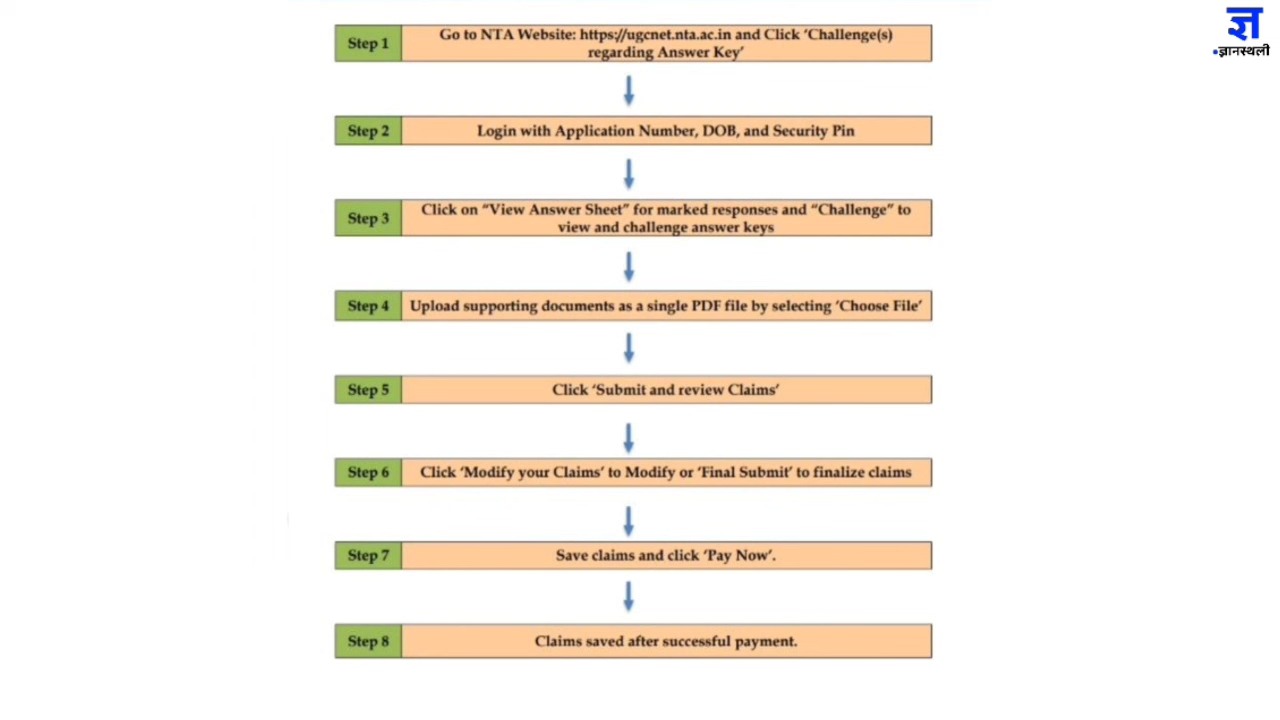 ज्ञ
ज्ञानस्थली
Step 1
Go to NTA Website: https://ugcnet.nta.ac.in and Click ‘Challenge(s)
regarding Answer Key’
Step 2
Login with Application Number, DOB, and Security Pin
Step 3
Click on “View Answer Sheet” for marked responses and “Challenge” to
view and challenge answer keys
Step 4
Upload supporting documents as a single PDF file by selecting ‘Choose File’
Step 5
Click ‘Submit and review Claims’
Step 6
Click ‘Modify your Claims’ to Modify or ‘Final Submit’ to finalize claims
Step 7
Save claims and click ‘Pay Now’.
Step 8
Claims saved after successful payment.